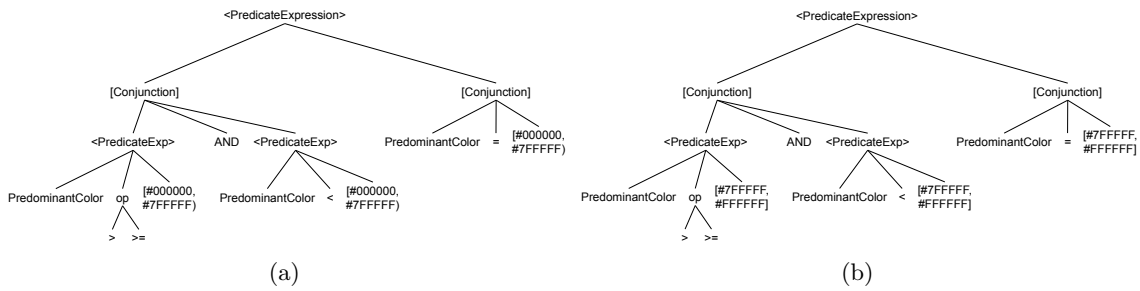 <PredicateExpression>
[Conjunction]
[Conjunction]
<PredicateExp>
AND
<PredicateExp>
PredominantColor
=
[#000000,
#7FFFFF)
PredominantColor
op
[#000000,
#7FFFFF)
PredominantColor
<
[#000000,
#7FFFFF)
>
>=
(a)
<PredicateExpression>
[Conjunction]
[Conjunction]
<PredicateExp>
AND
<PredicateExp>
PredominantColor
=
[#7FFFFF,
#FFFFFF]
PredominantColor
op
[#7FFFFF,
#FFFFFF]
PredominantColor
<
[#7FFFFF,
#FFFFFF]
>
>=
(b)